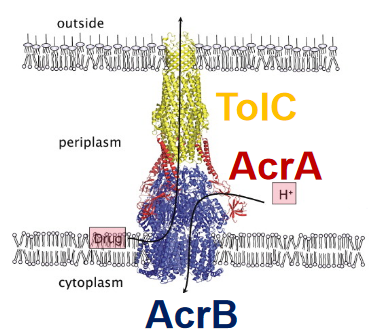 outside
TolC
periplasm
AcrA
H+
Drug
cytoplasm
AcrB